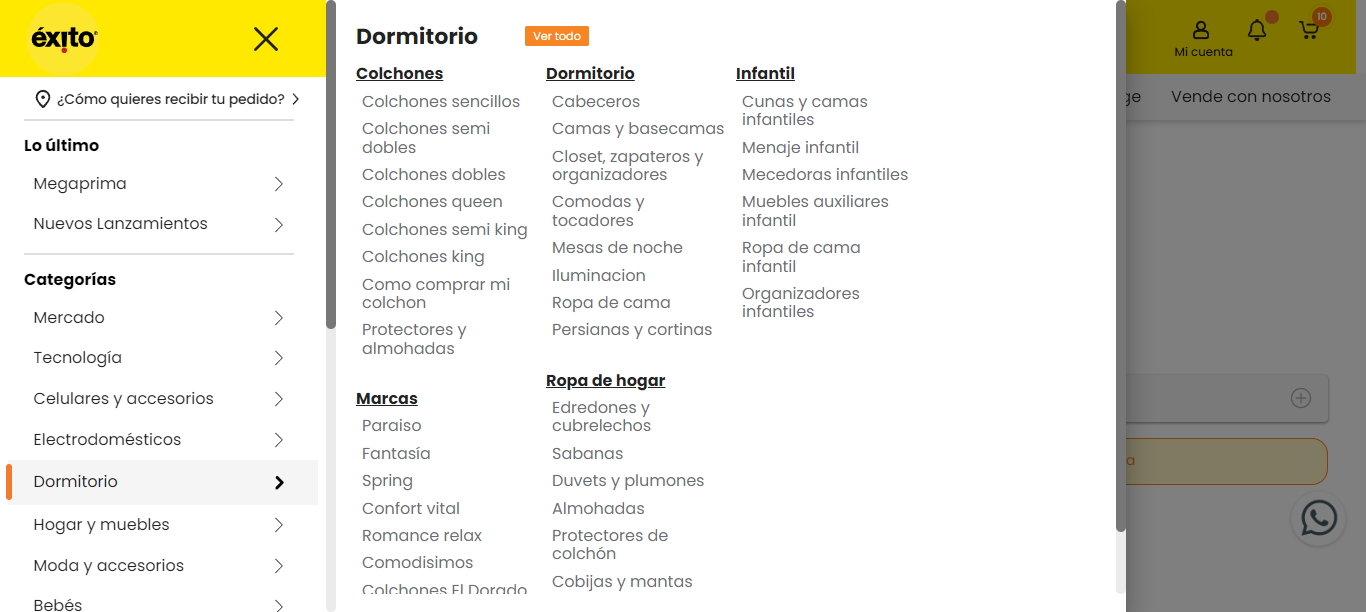 éxito
¿Cómo quieres recibir tu pedido?
Lo último
Megaprima
Nuevos Lanzamientos
Categorías
Mercado
Tecnología
Celulares y accesorios
Electrodomésticos
Dormitorio
Hogar y muebles
Moda y accesorios
Bebés
Dormitorio
Ver todo
Colchones
Colchones sencillos
Colchones semi
dobles
Colchones dobles
Colchones queen
Colchones semi king
Colchones king
Como comprar mi
colchon
Protectores y
almohadas
Marcas
Paraiso
Fantasía
Spring
Confort vital
Romance relax
Comodisimos
Colchones El Dorado
Dormitorio
Cabeceros
Camas y basecamas
Closet, zapateros y
organizadores
Comodas y
tocadores
Mesas de noche
Iluminacion
Ropa de cama
Persianas y cortinas
Ropa de hogar
Edredones y
cubrelechos
Sabanas
Duvets y plumones
Almohadas
Protectores de
colchón
Cobijas y mantas
Infantil
Cunas y camas
infantiles
Menaje infantil
Mecedoras infantiles
Muebles auxiliares
infantil
Ropa de cama
infantil
Organizadores
infantiles
10
Mi cuenta
ge
Vende con nosotros
a